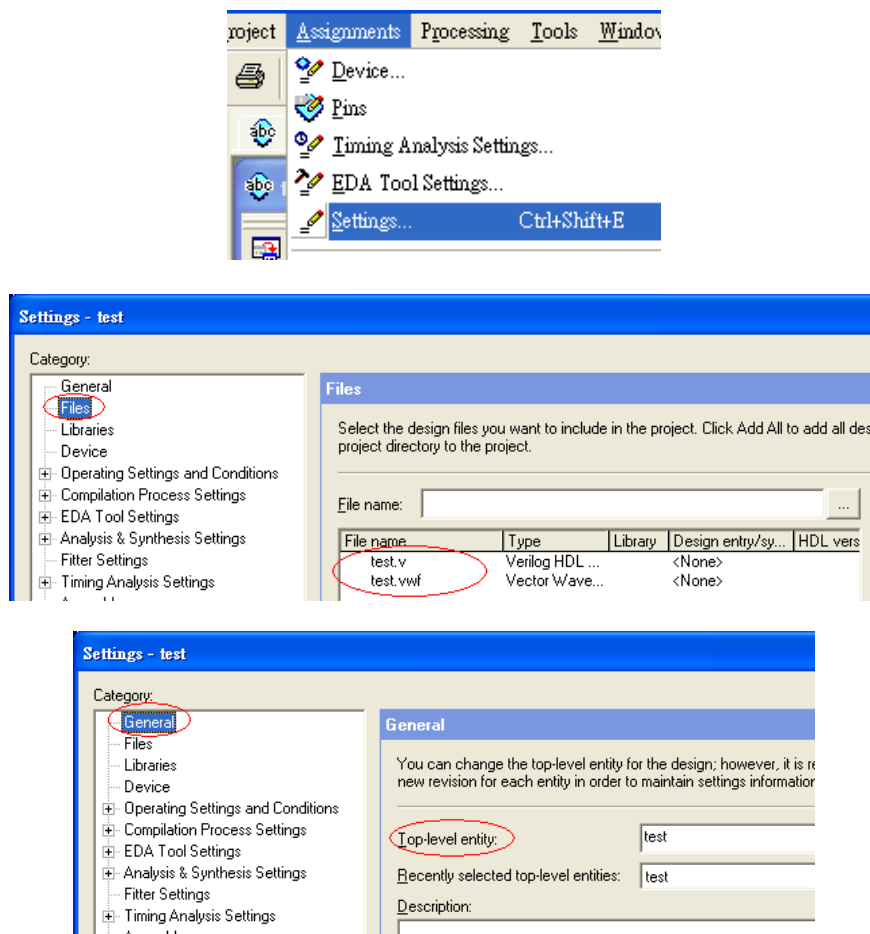 roject Assignments Processing Tools Window
Device...
Pins
Timing Analysis Settings...
EDA Tool Settings...
Settings... Ctrl+Shift+E
Settings - test
Category:
General
Files
Libraries
Device
Operating Settings and Conditions
Compilation Process Settings
EDA Tool Settings
Analysis & Synthesis Settings
Fitter Settings
Timing Analysis Settings
Files
Select the design files you want to include in the project. Click Add All to add all des
project directory to the project.
File name: ...
File name Type Library Design entry/sy... HDL vers
test.v Verilog HDL ... <None>
test.vwf Vector Wave... <None>
Settings - test
Category:
General
Files
Libraries
Device
Operating Settings and Conditions
Compilation Process Settings
EDA Tool Settings
Analysis & Synthesis Settings
Fitter Settings
Timing Analysis Settings
General
You can change the top-level entity for the design; however, it is re
new revision for each entity in order to maintain settings information
Top-level entity: test
Recently selected top-level entities: test
Description: